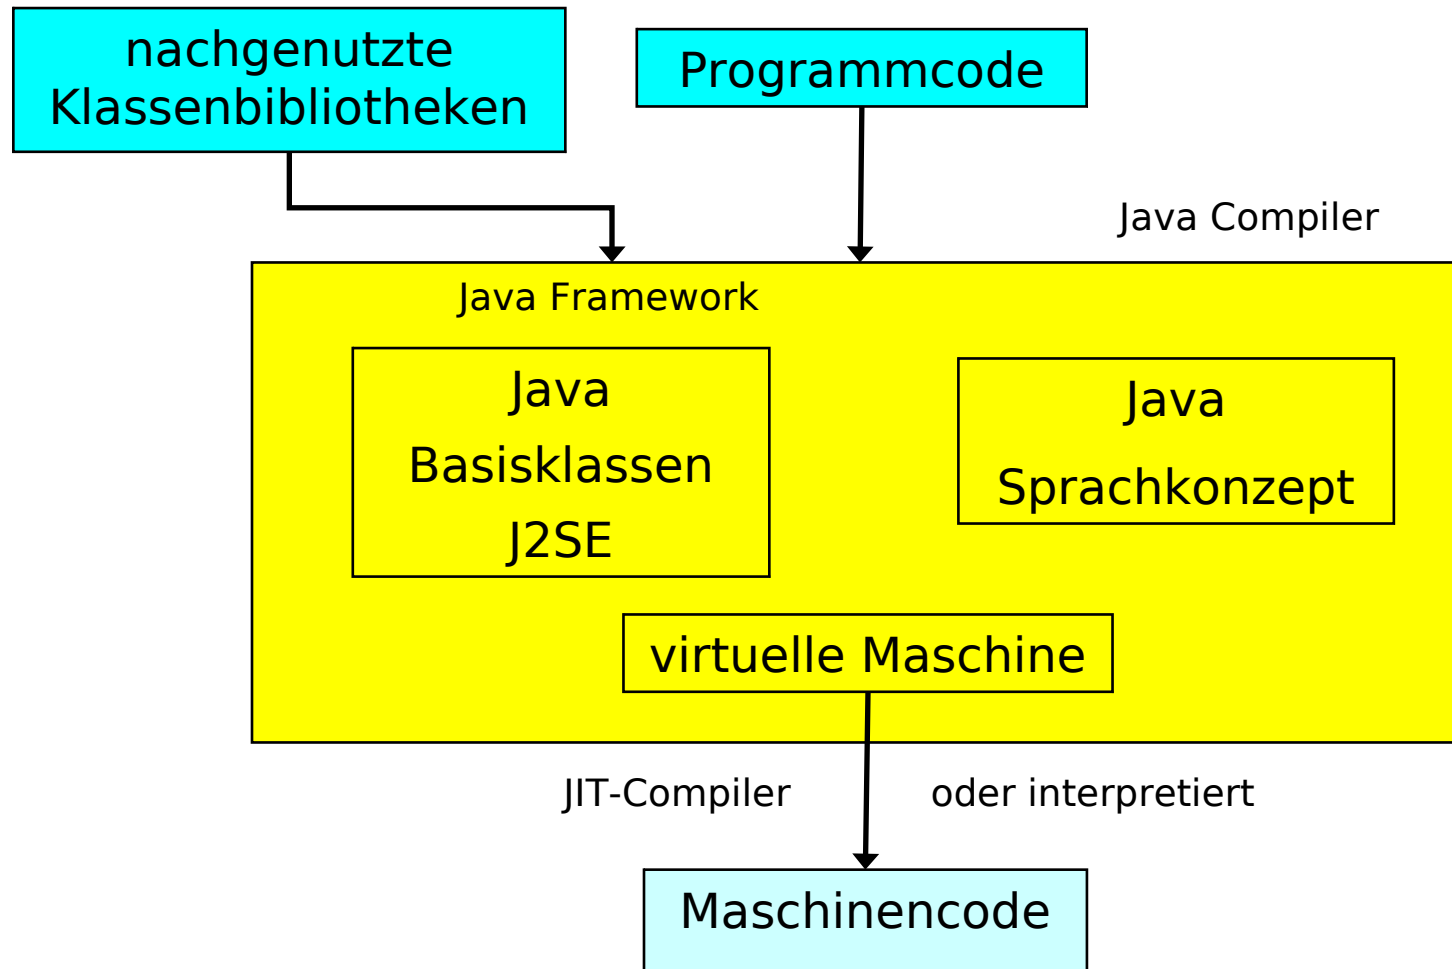 nachgenutzte
Klassenbibliotheken
Programmcode
Java Compiler
Java Framework
Java
Basisklassen
J2SE
Java
Sprachkonzept
virtuelle Maschine
JIT-Compiler
oder interpretiert
Maschinencode